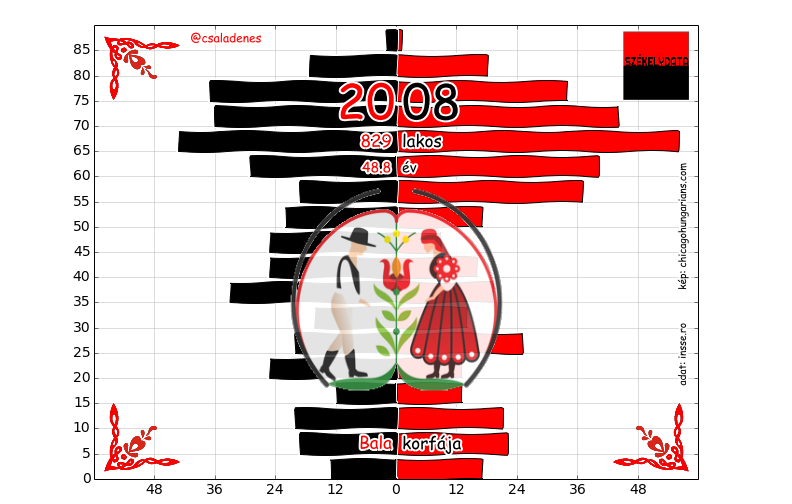 @csaladenes
SZÉKELYDATA
2008
829 lakos
48.8 év
kép: chicagohungarians.com
adat: insse.ro
Bala korfája
85
80
75
70
65
60
55
50
45
40
35
30
25
20
15
10
5
0
48 36 24 12 0 12 24 36 48